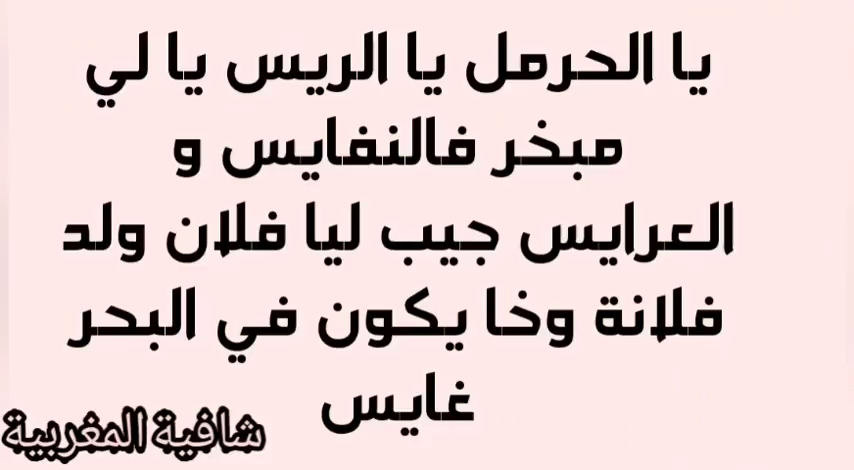 يا الحرمل يا الريس يا لي
مبخر فالنفايس و
العرايس جيب ليا فلان ولد
فلانة وخا يكون في البحر
غايس
شافية المغربية